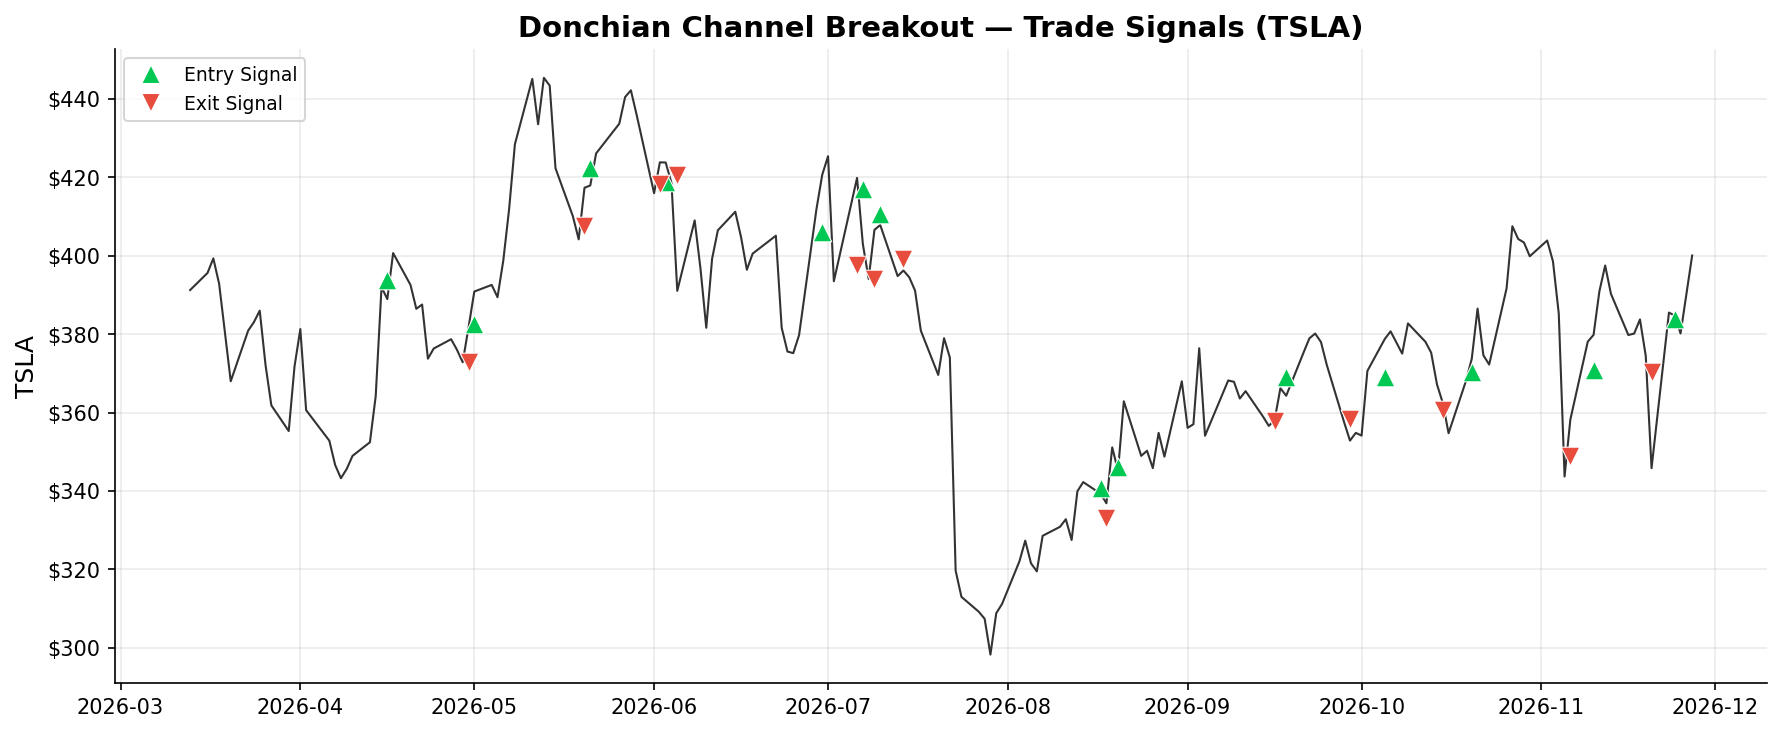 Donchian Channel Breakout — Trade Signals (TSLA)
Entry Signal
Exit Signal
TSLA
$440
$420
$400
$380
$360
$340
$320
$300
2026-03 2026-04 2026-05 2026-06 2026-07 2026-08 2026-09 2026-10 2026-11 2026-12